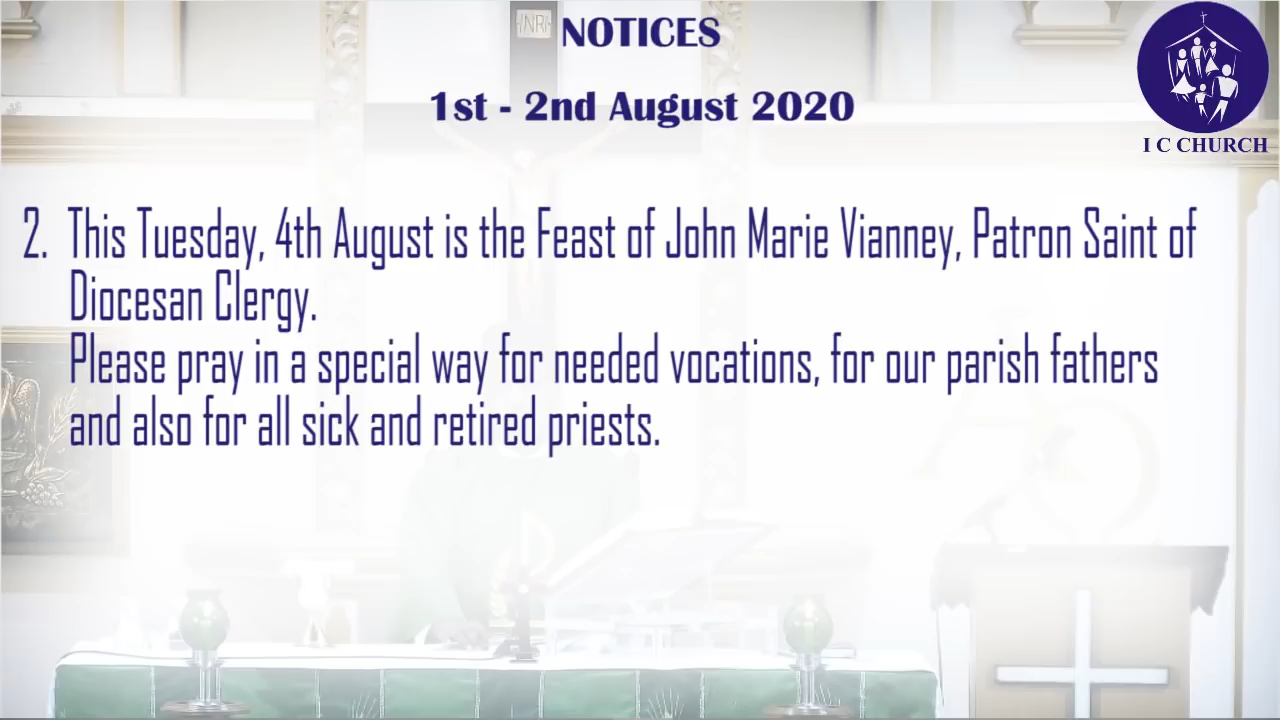 INRI
NOTICES
1st - 2nd August 2020
I C CHURCH
2. This Tuesday, 4th August is the Feast of John Marie Vianney, Patron Saint of
Diocesan Clergy.
Please pray in a special way for needed vocations, for our parish fathers
and also for all sick and retired priests.